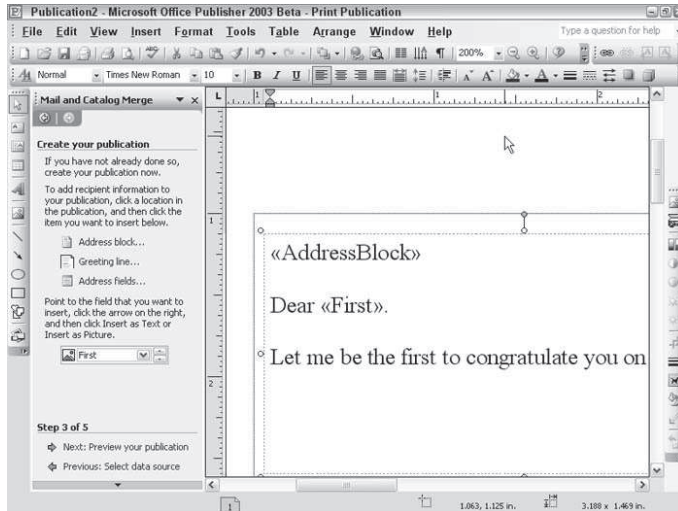 Publication2 - Microsoft Office Publisher 2003 Beta - Print Publication
File Edit View Insert Format Tools Table Arrange Window Help
Type a question for help
200%
Normal
Times New Roman
10
B I U
Mail and Catalog Merge
Create your publication
If you have not already done so,
create your publication now.
To add recipient information to
your publication, click a location in
the publication, and then click the
item you want to insert below.
Address block...
Greeting line...
Address fields...
Point to the field that you want to
insert, click the arrow on the right,
and then click Insert as Text or
Insert as Picture.
First
Step 3 of 5
Next: Preview your publication
Previous: Select data source
L
1 1 2
1
2
«AddressBlock»
Dear «First».
Let me be the first to congratulate you on
1
1.063, 1.125 in.
3.188 x 1.469 in.